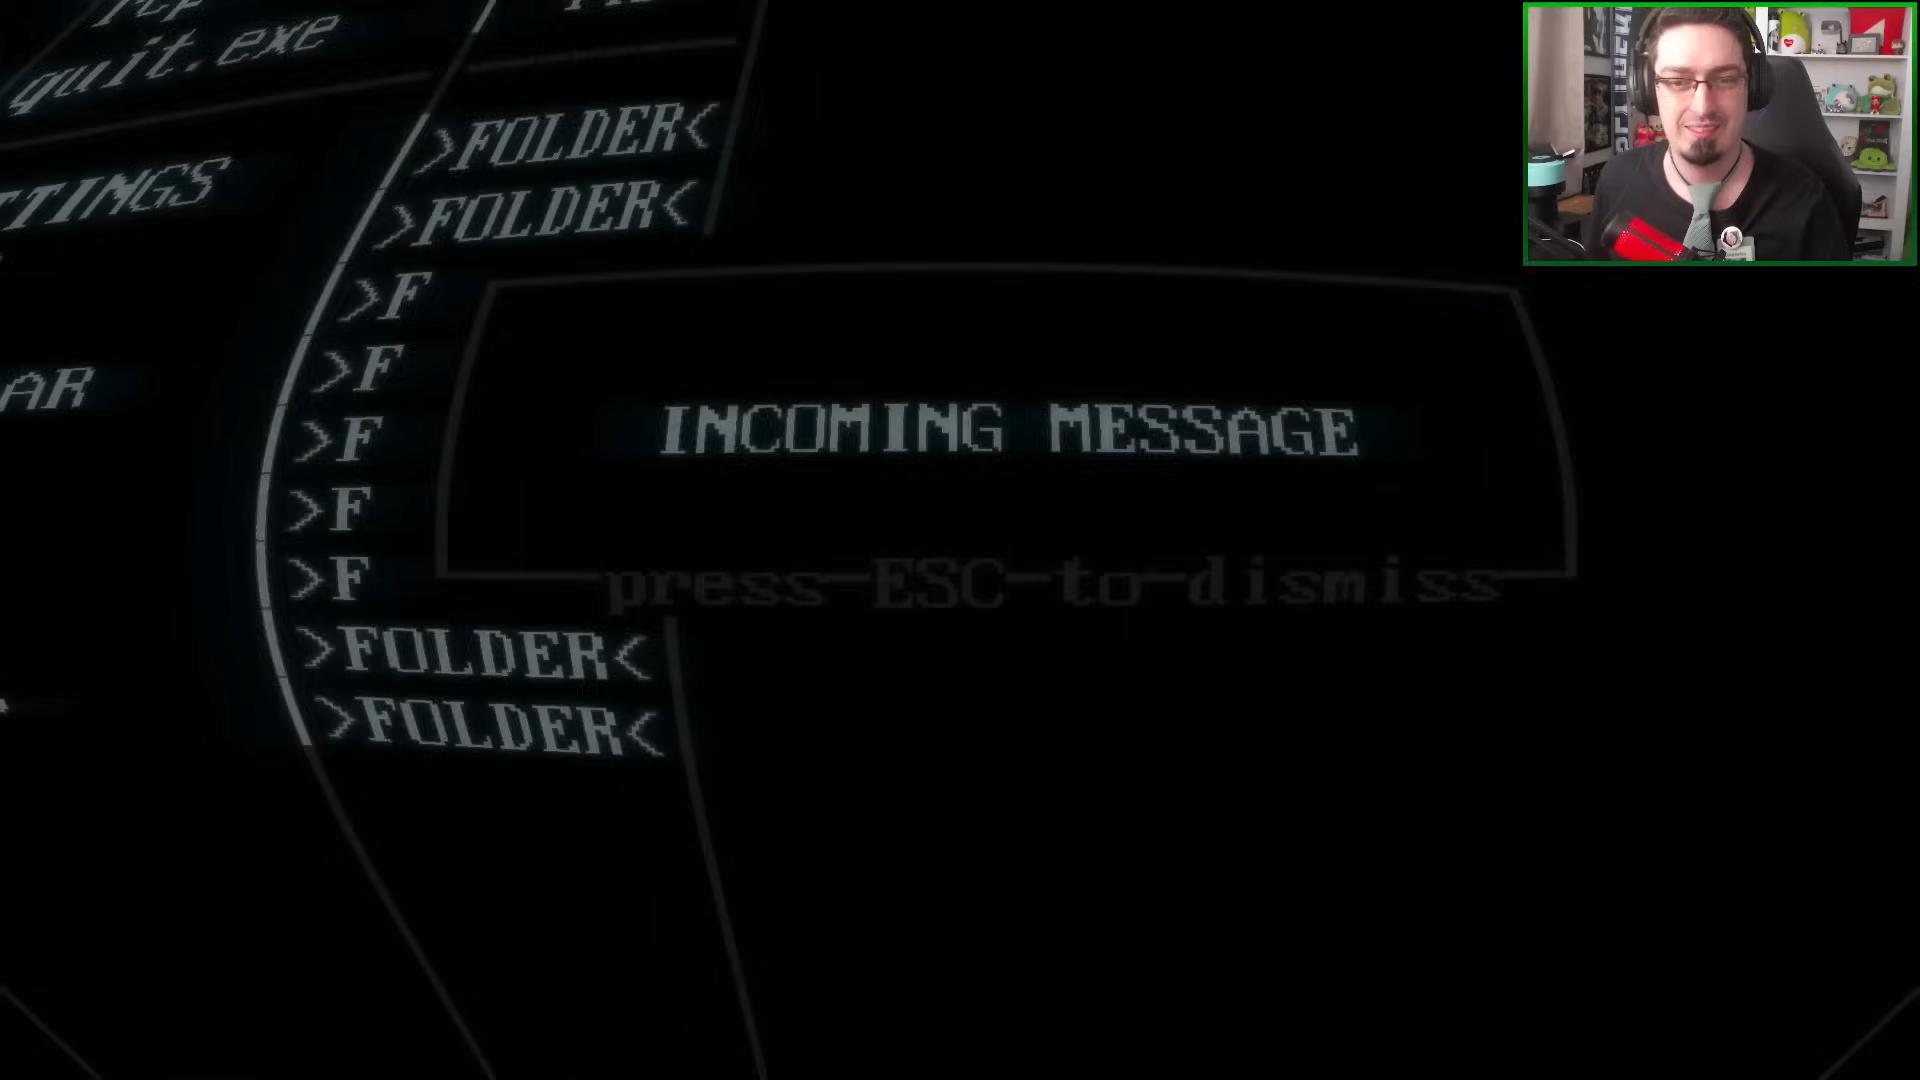 quit.exe
TTINGS
AR
>FOLDER<
>FOLDER<
>F
>F
>F
>F
>F
>FOLDER<
>FOLDER<
INCOMING MESSAGE
press ESC to dismiss